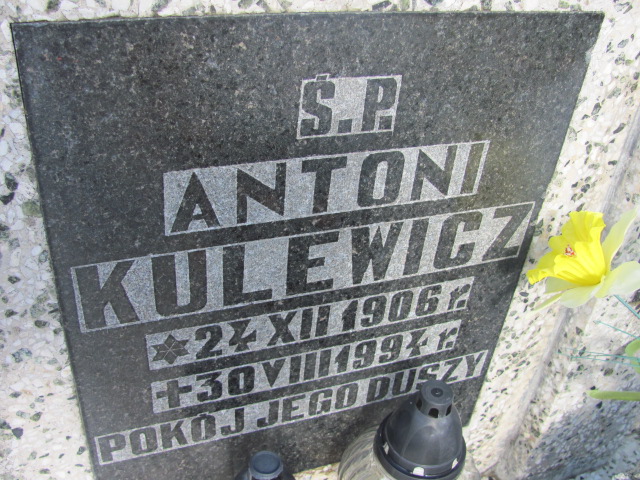 Ś.P.
ANTONI
KULEWICZ
*24 XII 1906 r.
+30 VIII 1994 r.
POKÓJ JEGO DUSZY